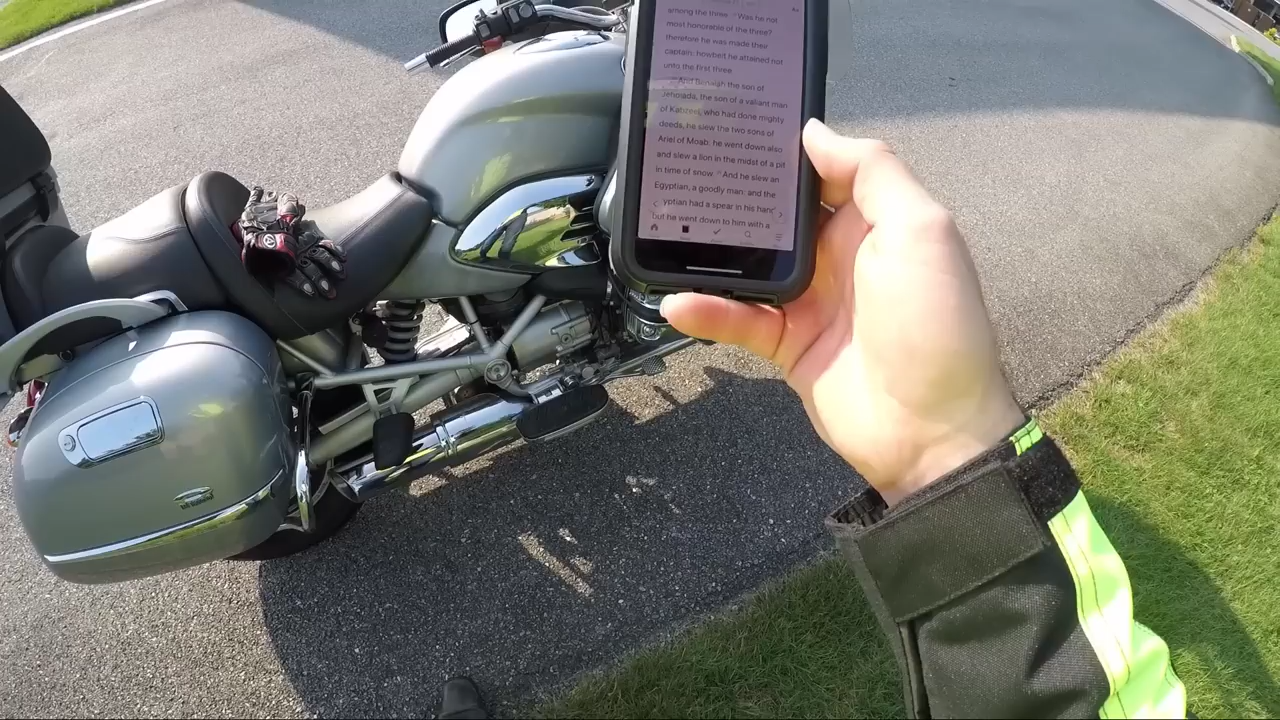 among the three. Was he not
most honorable of the three?
therefore he was made their
captain: howbeit he attained not
unto the first three.
And Benaiah the son of
Jehoiada, the son of a valiant man
of Kabzeel, who had done mighty
deeds, he slew the two sons of
Ariel of Moab: he went down also
and slew a lion in the midst of a pit
in time of snow. And he slew an
Egyptian, a goodly man: and the
yptian had a spear in his hand
but he went down to him with a